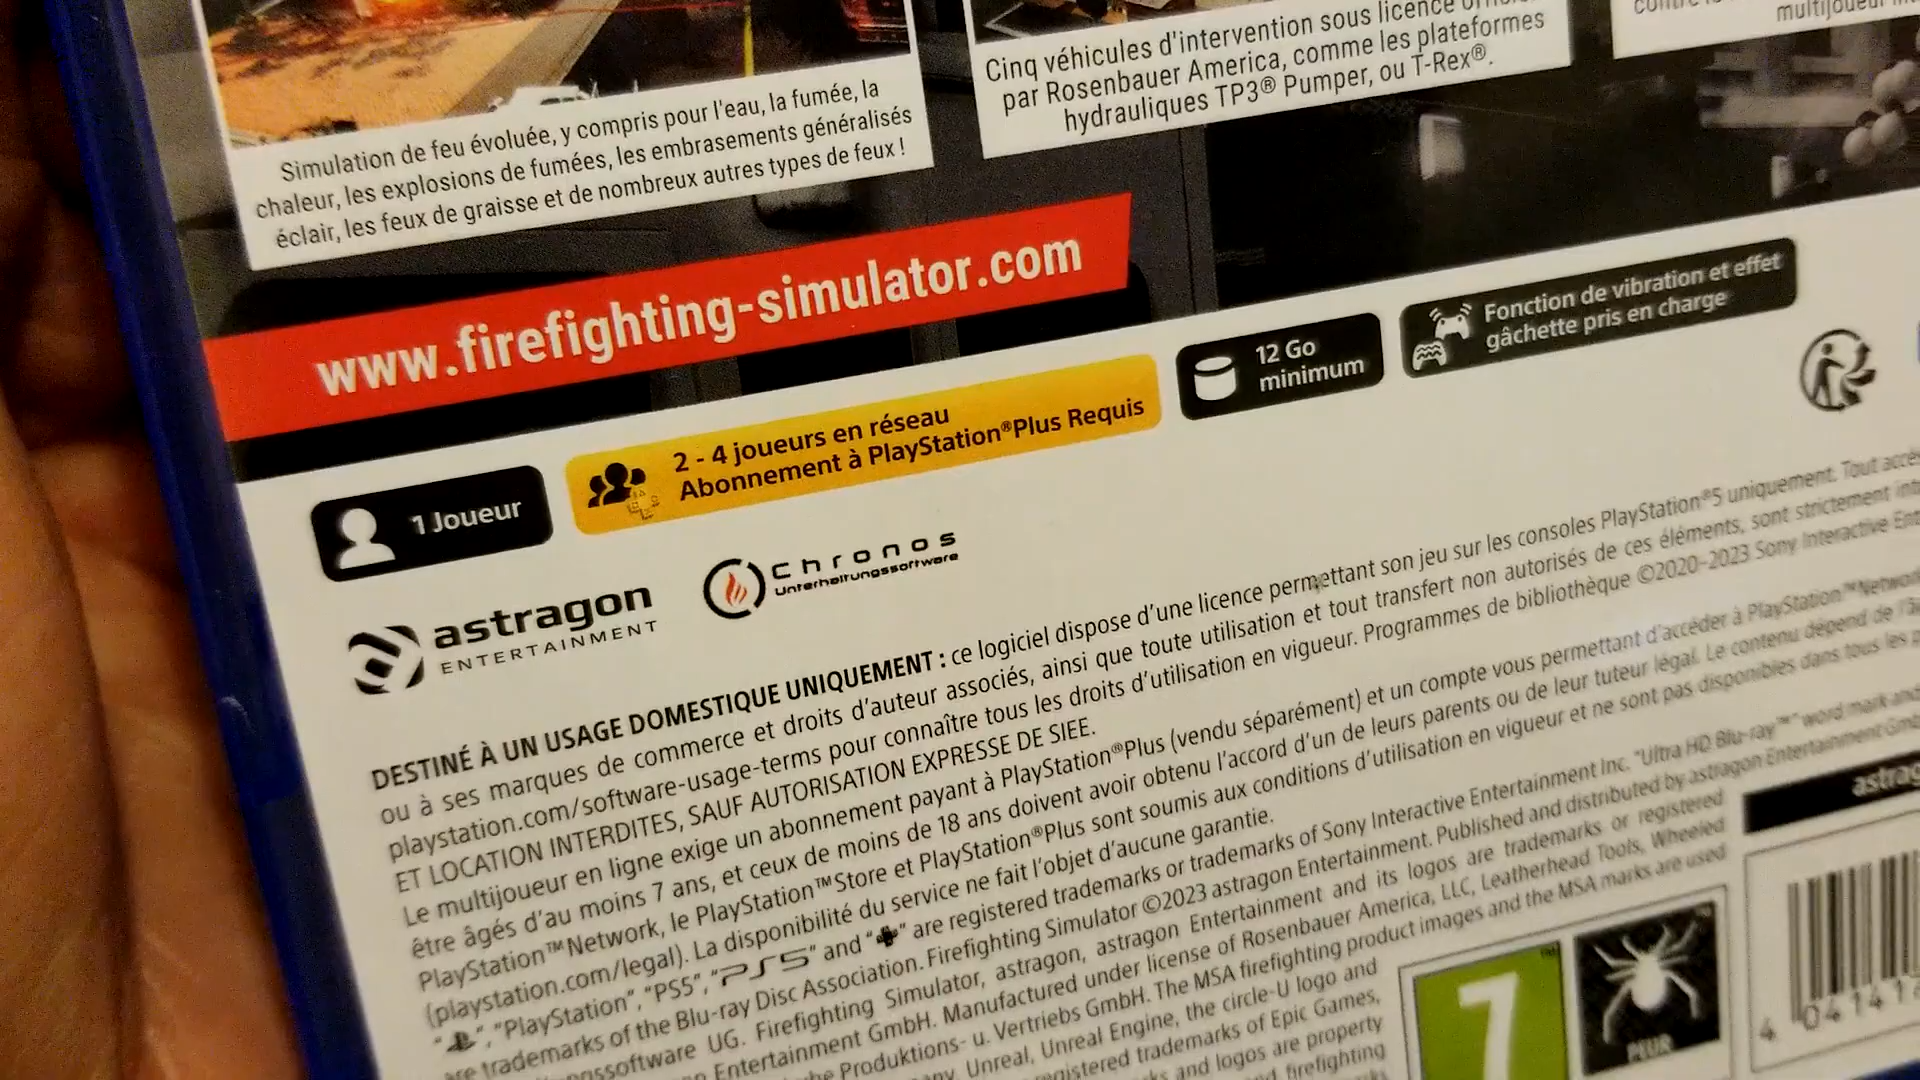 Simulation de feu évoluée, y compris pour l'eau, la fumée, la
chaleur, les explosions de fumées, les embrasements généralisés
éclair, les feux de graisse et de nombreux autres types de feux !
Cinq véhicules d'intervention sous licence
par Rosenbauer America, comme les plateformes
hydrauliques TP3® Pumper, ou T-Rex®.
multijoueur
www.firefighting-simulator.com
1 Joueur
2 - 4 joueurs en réseau
Abonnement à PlayStation®Plus Requis
12 Go
minimum
Fonction de vibration et effet
gâchette pris en charge
astragon
ENTERTAINMENT
chronos
Unterhaltungssoftware
DESTINÉ À UN USAGE DOMESTIQUE UNIQUEMENT : ce logiciel dispose d'une licence permettant son jeu sur les consoles PlayStation®5 uniquement. Tout accès
ou à ses marques de commerce et droits d'auteur associés, ainsi que toute utilisation et tout transfert non autorisés de ces éléments, sont strictement
playstation.com/software-usage-terms pour connaître tous les droits d'utilisation en vigueur. Programmes de bibliothèque ©2020-2023 Sony Interactive
ET LOCATION INTERDITES, SAUF AUTORISATION EXPRESSE DE SIEE.
Le multijoueur en ligne exige un abonnement payant à PlayStation®Plus (vendu séparément) et un compte vous permettant d'accéder à PlayStation™Network
être âgés d'au moins 7 ans, et ceux de moins de 18 ans doivent avoir obtenu l'accord d'un de leurs parents ou de leur tuteur légal. Le contenu dépend de
PlayStation™Network, le PlayStation™Store et PlayStation®Plus sont soumis aux conditions d'utilisation en vigueur et ne sont pas disponibles dans tous les
(playstation.com/legal). La disponibilité du service ne fait l'objet d'aucune garantie.
", "PlayStation", "PS5", "PS5" and " " are registered trademarks or trademarks of Sony Interactive Entertainment Inc. "Ultra HD Blu-ray™" word mark and
are trademarks of the Blu-ray Disc Association. Firefighting Simulator ©2023 astragon Entertainment. Published and distributed by astragon Entertainment
UG. Firefighting Simulator, astragon, astragon Entertainment and its logos are trademarks or registered
Entertainment GmbH. Manufactured under license of Rosenbauer America, LLC, Leatherhead Tools, Wheeled
Produktions- u. Vertriebs GmbH. The MSA firefighting product images and the MSA marks are used
Unreal, Unreal Engine, the circle-U logo and
registered trademarks of Epic Games,
and logos are property
firefighting
7
4 04141